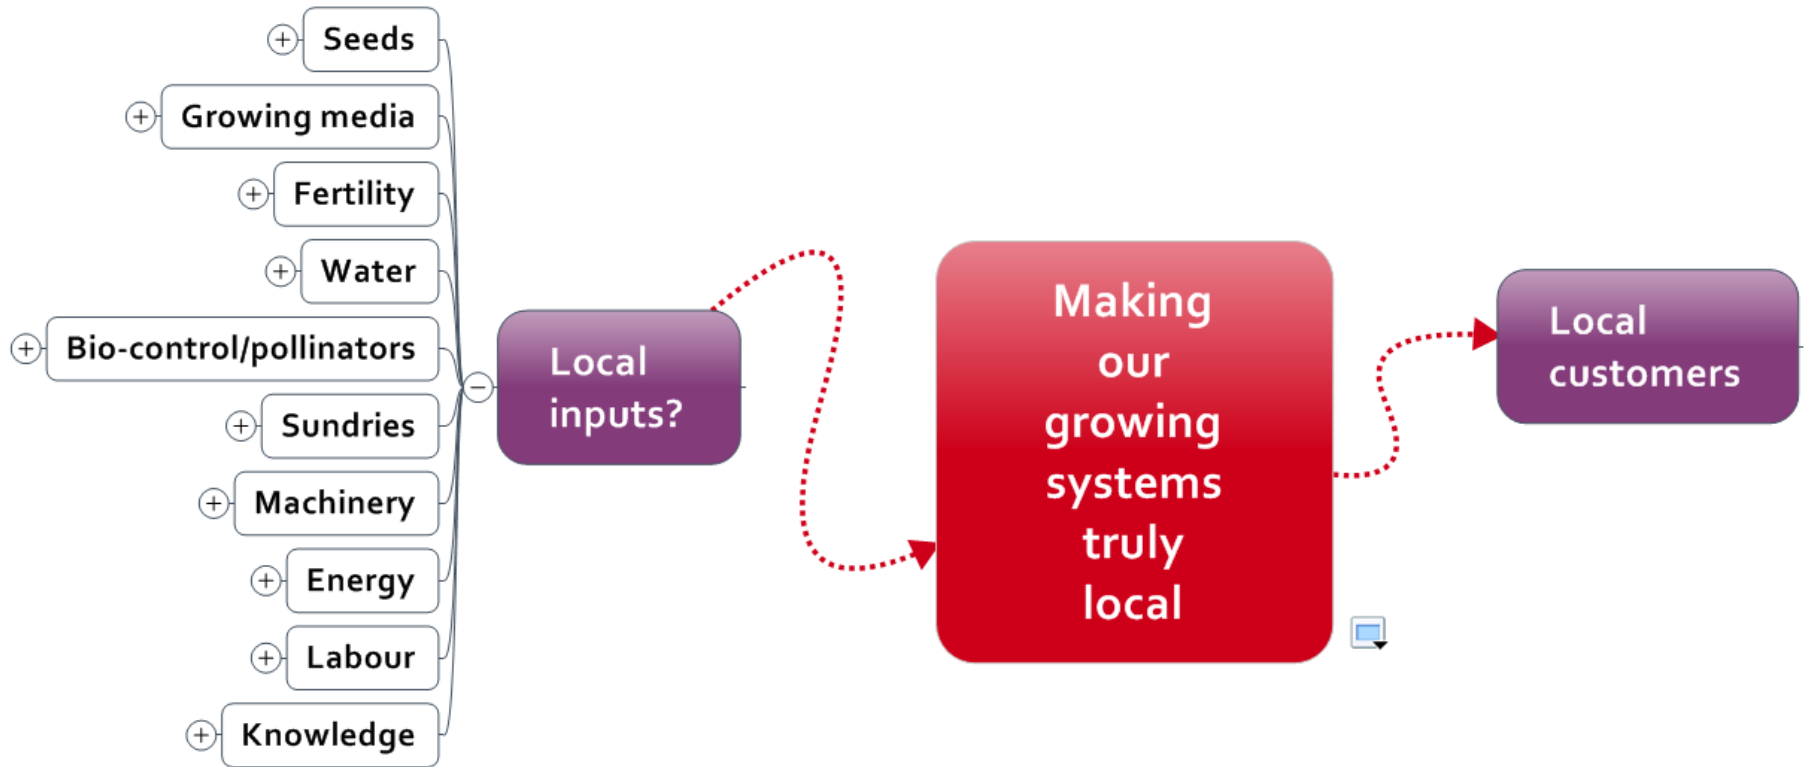 Seeds
Growing media
Fertility
Water
Bio-control/pollinators
Sundries
Machinery
Energy
Labour
Knowledge
Local
inputs?
Making
our
growing
systems
truly
local
Local
customers